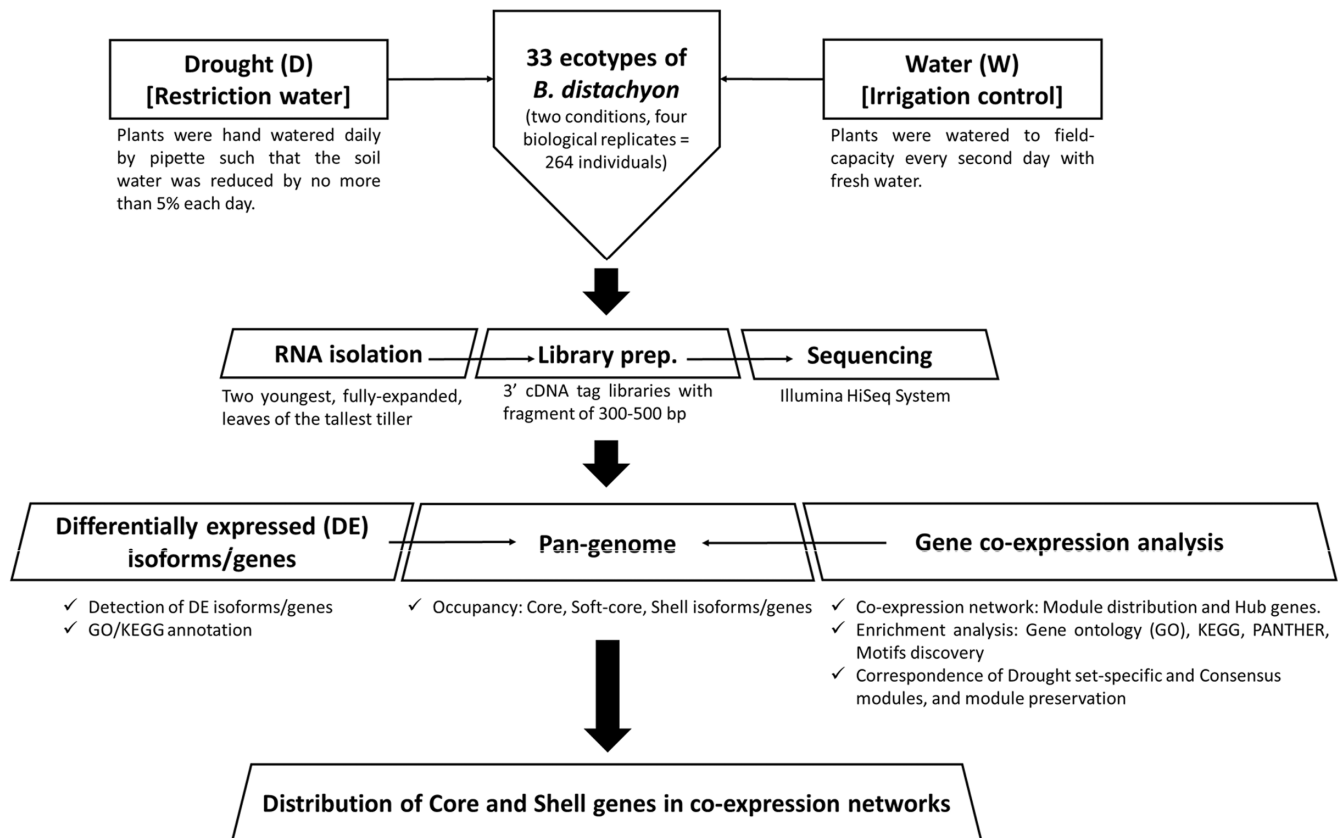 Drought (D)
[Restriction water]
Plants were hand watered daily
by pipette such that the soil
water was reduced by no more
than 5% each day.
33 ecotypes of
B. distachyon
(two conditions, four
biological replicates =
264 individuals)
Water (W)
[Irrigation control]
Plants were watered to field-
capacity every second day with
fresh water.
RNA isolation
Two youngest, fully-expanded,
leaves of the tallest tiller
Library prep.
3’ cDNA tag libraries with
fragment of 300-500 bp
Sequencing
Illumina HiSeq System
Differentially expressed (DE)
isoforms/genes
✓ Detection of DE isoforms/genes
✓ GO/KEGG annotation
Pan-genome
✓ Occupancy: Core, Soft-core, Shell isoforms/genes
Gene co-expression analysis
✓ Co-expression network: Module distribution and Hub genes.
✓ Enrichment analysis: Gene ontology (GO), KEGG, PANTHER,
Motifs discovery
✓ Correspondence of Drought set-specific and Consensus
modules, and module preservation
Distribution of Core and Shell genes in co-expression networks